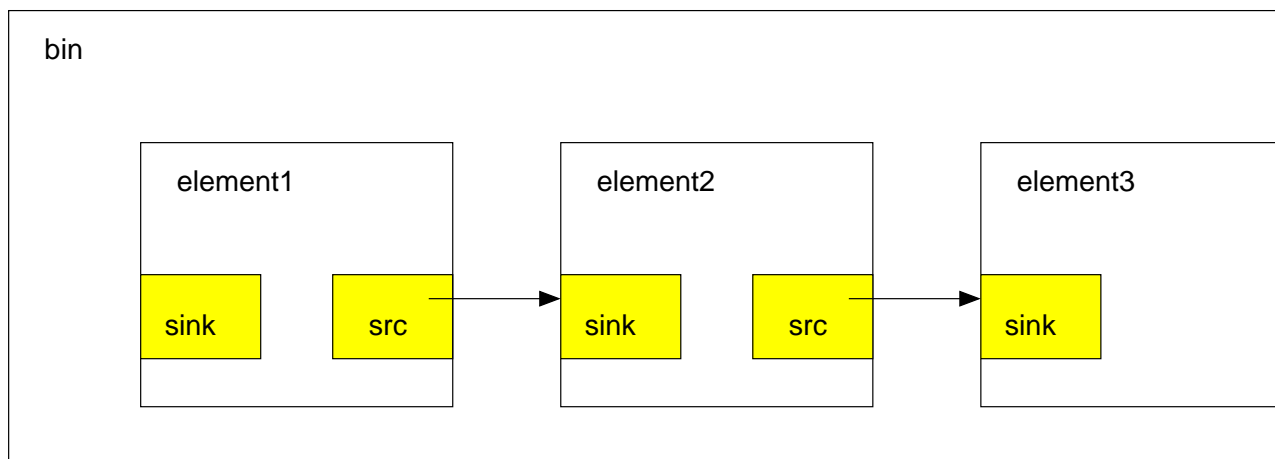 bin
element1
element2
element3
sink
src
sink
src
sink